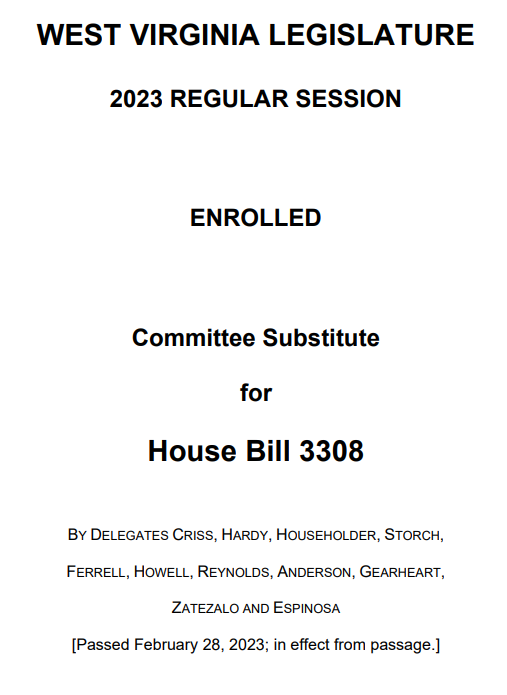 WEST VIRGINIA LEGISLATURE
2023 REGULAR SESSION
ENROLLED
Committee Substitute
for
House Bill 3308
BY DELEGATES CRISS, HARDY, HOUSEHOLDER, STORCH,
FERRELL, HOWELL, REYNOLDS, ANDERSON, GEARHEART,
ZATEZALO AND ESPINOSA
[Passed February 28, 2023; in effect from passage.]